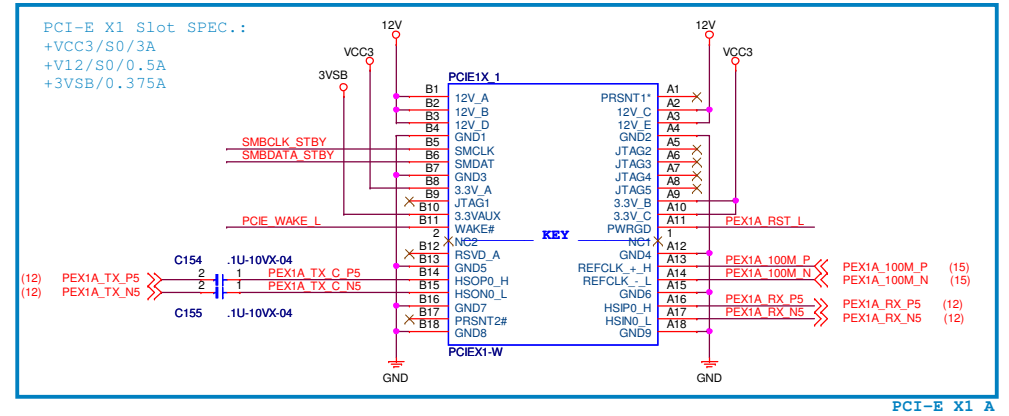 PCI-E X1 Slot SPEC.:
+VCC3/S0/3A
+V12/S0/0.5A
+3VSB/0.375A
12V
VCC3
3VSB
12V
VCC3
PCIE1X_1
B1 12V_A PRSNT1* A1
B2 12V_B 12V_C A2
B3 12V_D 12V_E A3
B4 GND1 GND2 A4
SMBCLK_STBY B5 SMCLK JTAG2 A5
SMBDATA_STBY B6 SMDAT JTAG3 A6
B7 GND3 JTAG4 A7
B8 3.3V_A JTAG5 A8
B9 JTAG1 3.3V_B A9
B10 3.3VAUX 3.3V_C A10
PCIE_WAKE_L B11 WAKE# PWRGD A11 PEX1A_RST_L
2 NC2 KEY NC1 1
B12 RSVD_A GND4 A12
C154 .1U-10VX-04 B13 GND5 REFCLK_+_H A13 PEX1A_100M_P PEX1A_100M_P (15)
(12) PEX1A_TX_P5 2 1 PEX1A_TX_C_P5 B14 HSOP0_H REFCLK_-_L A14 PEX1A_100M_N PEX1A_100M_N (15)
(12) PEX1A_TX_N5 2 1 PEX1A_TX_C_N5 B15 HSON0_L GND6 A15
B16 GND7 HSIP0_H A16 PEX1A_RX_P5 PEX1A_RX_P5 (12)
C155 .1U-10VX-04 B17 PRSNT2# HSIN0_L A17 PEX1A_RX_N5 PEX1A_RX_N5 (12)
B18 GND8 GND9 A18
PCIEX1-W
GND
GND
PCI-E X1 A